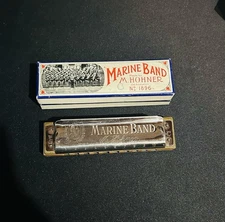 MARINE BAND
M. HOHNER
Nº 1896
MARINE BAND